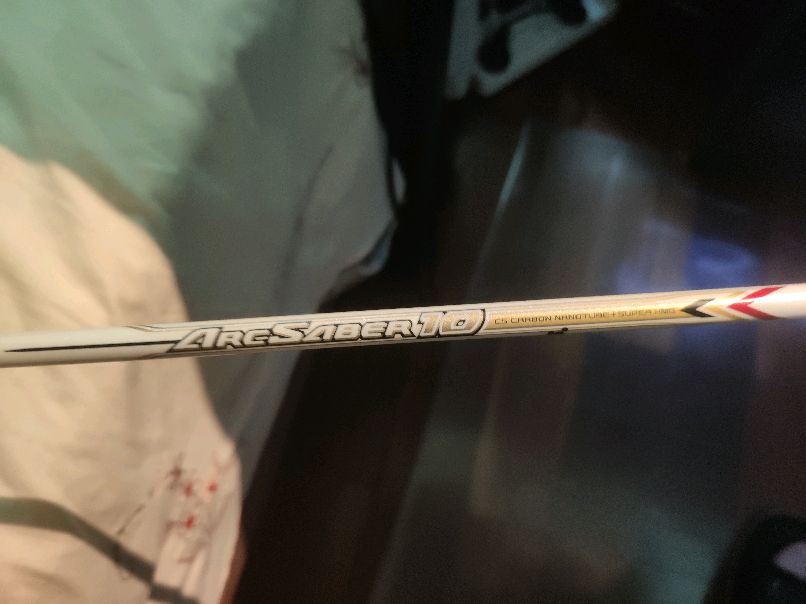 ARCSABER 10
CS CARBON NANOTUBE + SUPER HMG